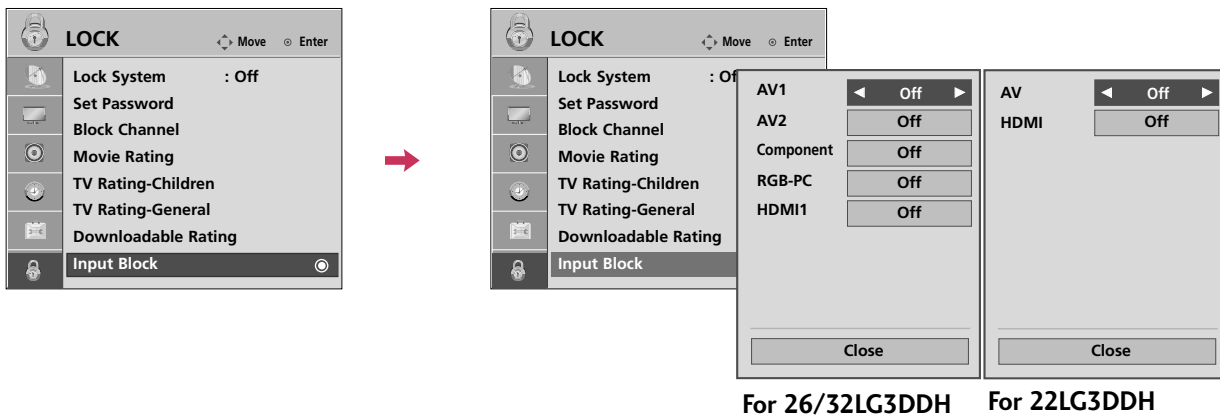 LOCK
Move
Enter
Lock System : Off
Set Password
Block Channel
Movie Rating
TV Rating-Children
TV Rating-General
Downloadable Rating
Input Block
LOCK
Move
Enter
Lock System : Of
Set Password
Block Channel
Movie Rating
TV Rating-Children
TV Rating-General
Downloadable Rating
Input Block
AV1 ◄ Off ►
AV2 Off
Component Off
RGB-PC Off
HDMI1 Off
Close
For 26/32LG3DDH
AV ◄ Off ►
HDMI Off
Close
For 22LG3DDH